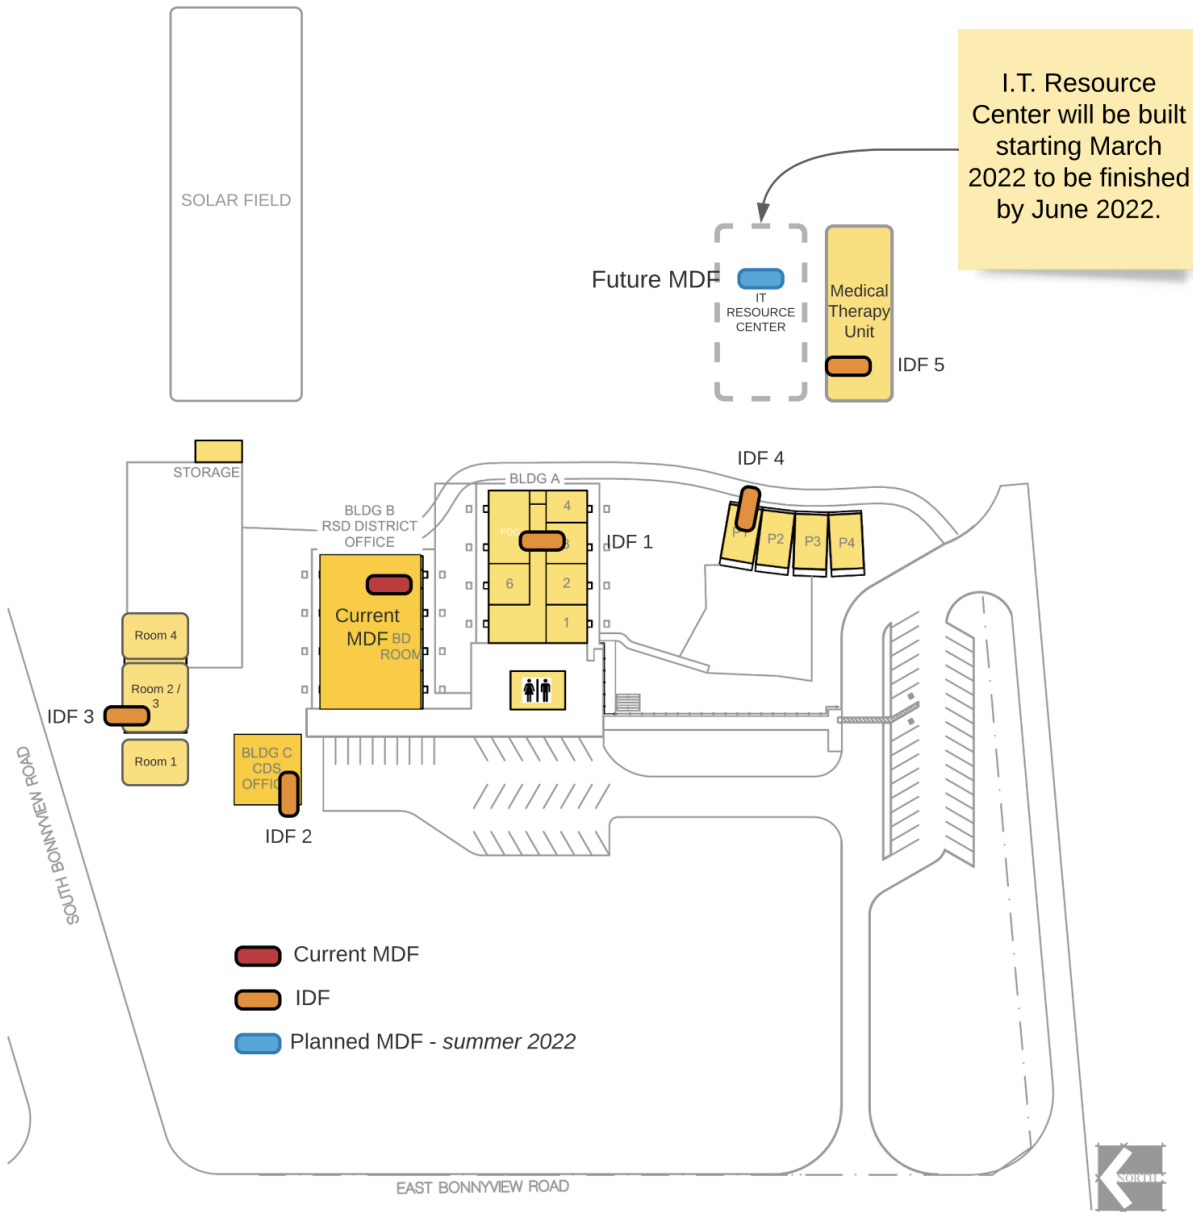 I.T. Resource
Center will be built
starting March
2022 to be finished
by June 2022.
SOLAR FIELD
Future MDF
IT
RESOURCE
CENTER
Medical
Therapy
Unit
IDF 5
IDF 4
STORAGE
BLDG A
BLDG B
RSD DISTRICT
OFFICE
4
IDF 1
3
P1
P2
P3
P4
6
2
1
Current
MDF
BD
ROOM
Room 4
Room 2 /
3
IDF 3
Room 1
BLDG C
CDS
OFFIC
IDF 2
SOUTH BONNYVIEW ROAD
Current MDF
IDF
Planned MDF - summer 2022
EAST BONNYVIEW ROAD
NORTH